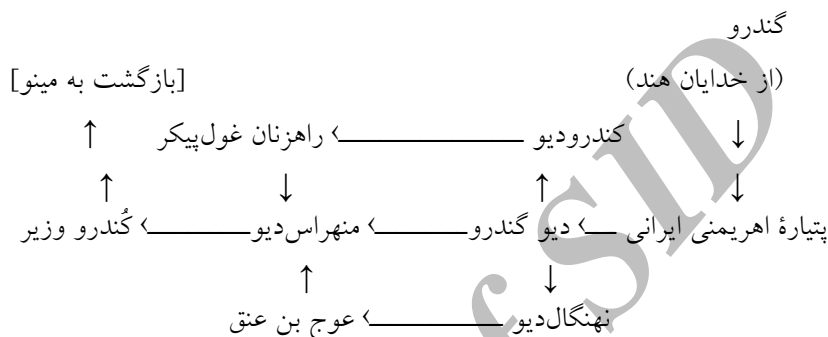 گندرو
(از خدایان هند) [بازگشت به مینو]
↓ کندرودیو ——› راهزنان غول‌پیکر ↑
↓ ↑ ↓ ↑
پتیارهٔ اهریمنی ایرانی ——› دیو گندرو ——› منهراس‌دیو ——› کُندرو وزیر
↓ ↑
نهنگال‌دیو ——› عوج بن عنق
f SID